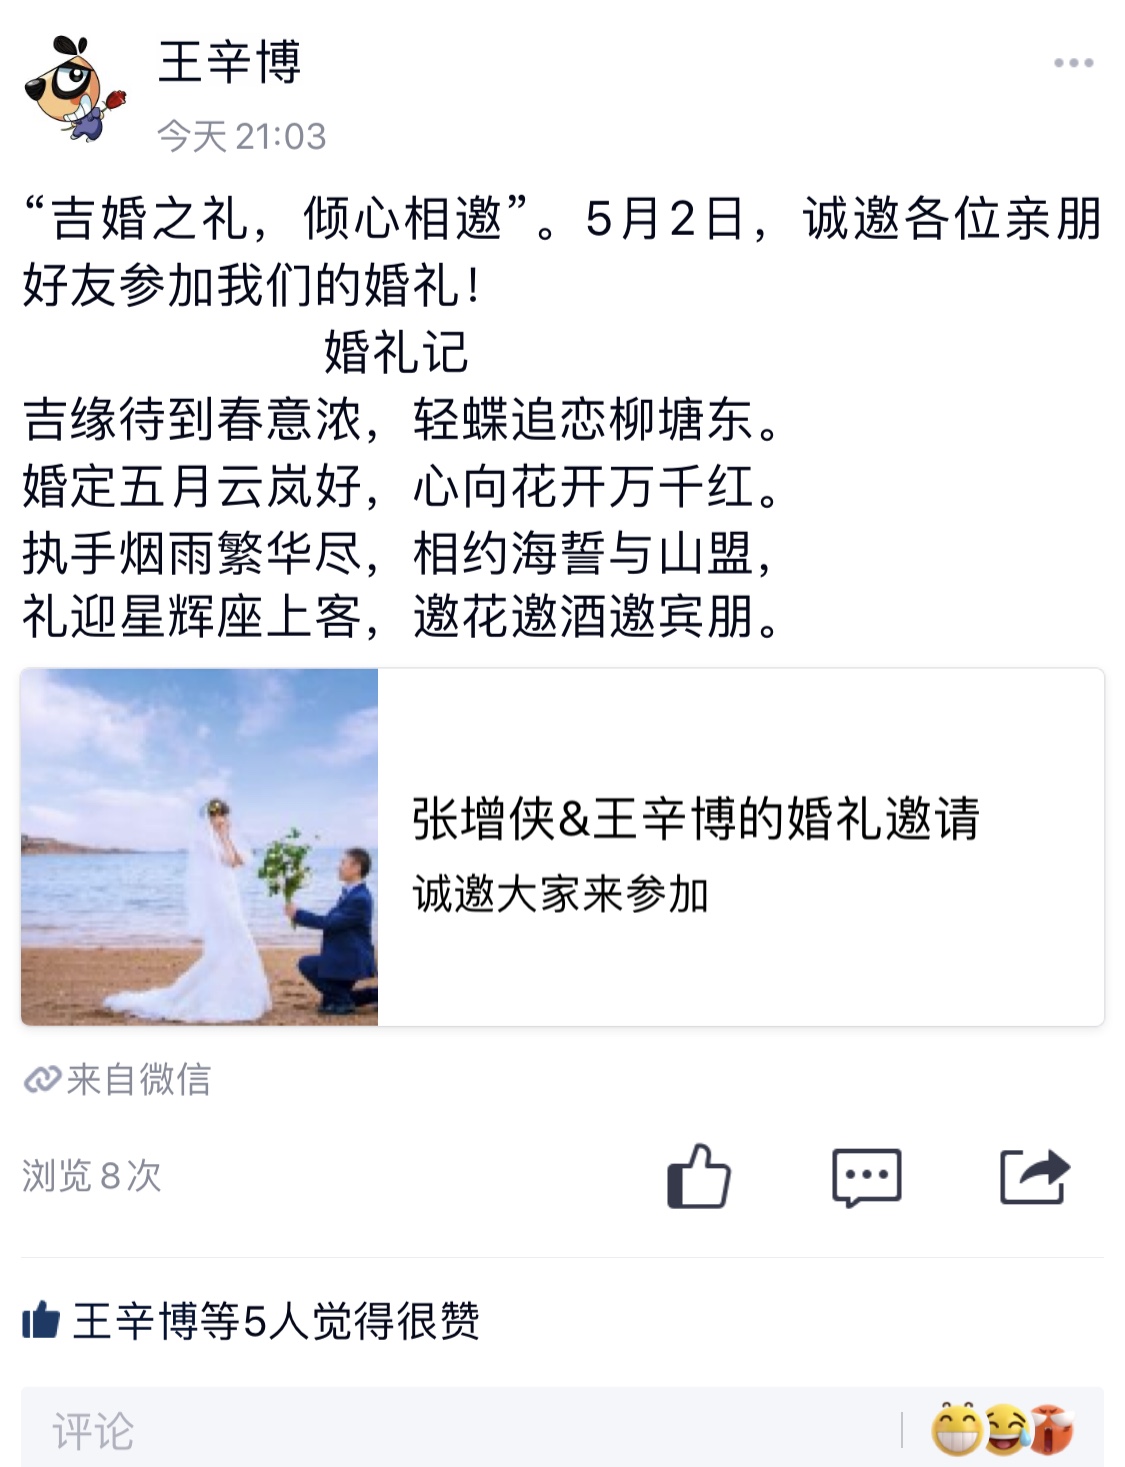 王辛博
今天 21:03
“吉婚之礼，倾心相邀”。5月2日，诚邀各位亲朋
好友参加我们的婚礼！
婚礼记
吉缘待到春意浓，轻蝶追恋柳塘东。
婚定五月云岚好，心向花开万千红。
执手烟雨繁华尽，相约海誓与山盟，
礼迎星辉座上客，邀花邀酒邀宾朋。
张增侠&王辛博的婚礼邀请
诚邀大家来参加
来自微信
浏览8次
王辛博等5人觉得很赞
评论